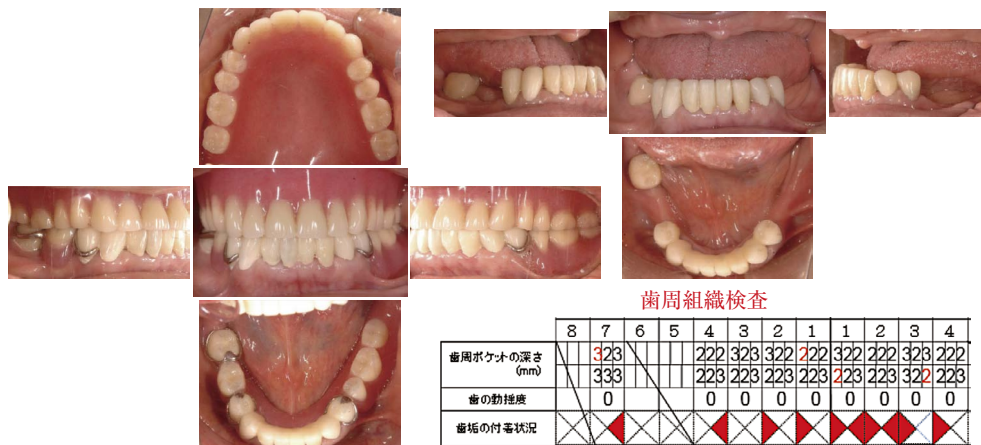 歯周組織検査
8 7 6 5 4 3 2 1 1 2 3 4
歯周ポケットの深さ (mm) 323 222 323 322 222 322 222 323 222
333 223 223 223 223 223 223 322 223
歯の動揺度 0 0 0 0 0 0 0 0 0
歯垢の付着状況